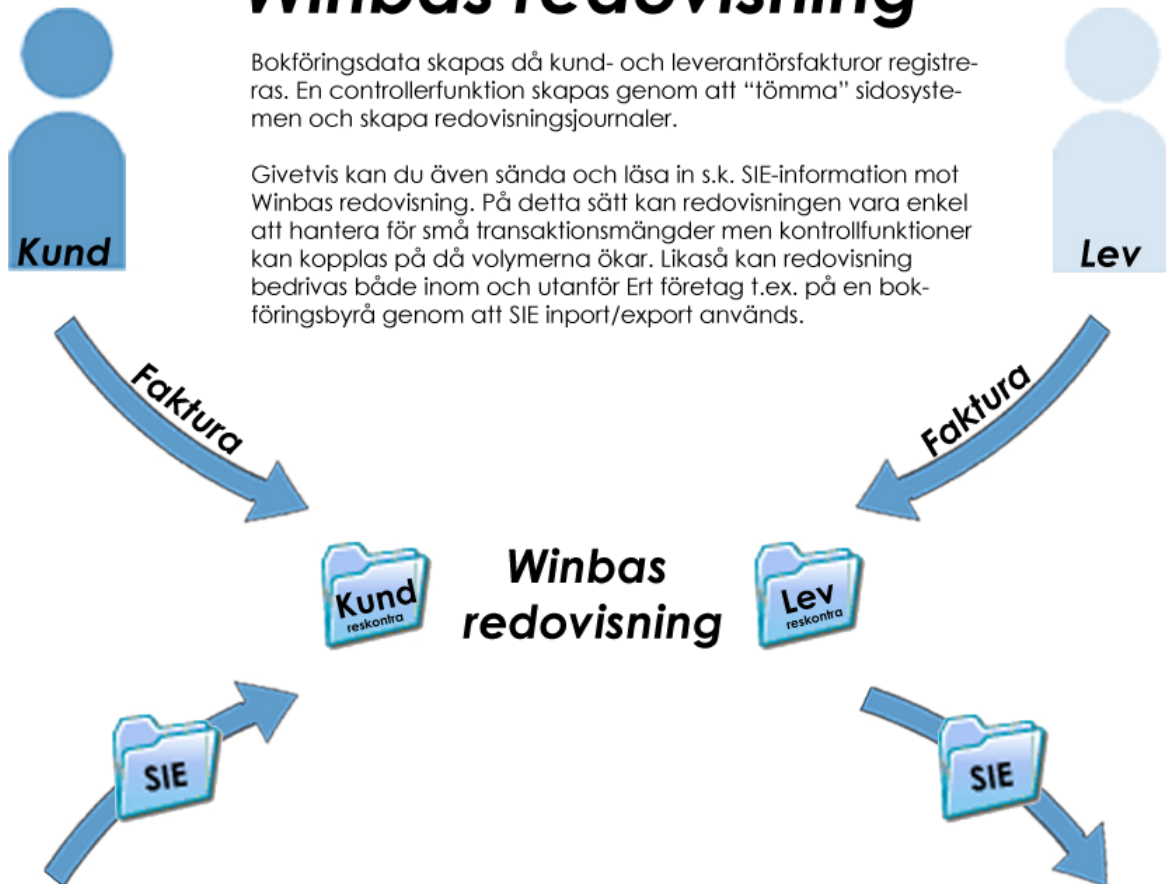 Winbas redovisning
Bokföringsdata skapas då kund- och leverantörsfakturor registre-
ras. En controllerfunktion skapas genom att “tömma” sidosyste-
men och skapa redovisningsjournaler.
Givetvis kan du även sända och läsa in s.k. SIE-information mot
Winbas redovisning. På detta sätt kan redovisningen vara enkel
att hantera för små transaktionsmängder men kontrollfunktioner
kan kopplas på då volymerna ökar. Likaså kan redovisning
bedrivas både inom och utanför Ert företag t.ex. på en bok-
föringsbyrå genom att SIE inport/export används.
Kund
Lev
Faktura
Faktura
Kund
reskontra
Winbas
redovisning
Lev
reskontra
SIE
SIE